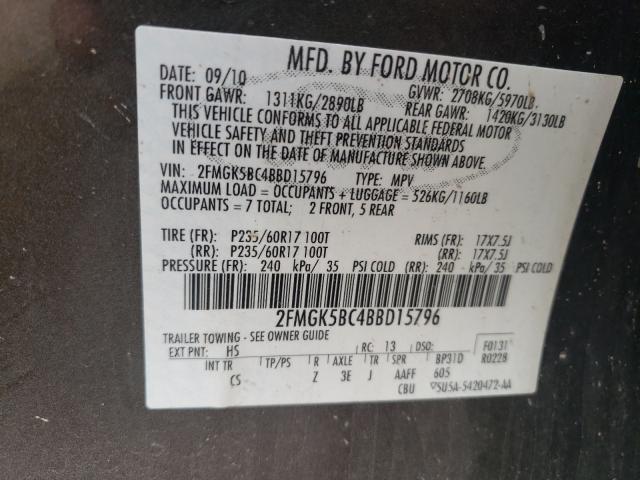 MFD. BY FORD MOTOR CO.
DATE: 09/10 GVWR: 2708KG/5970LB.
FRONT GAWR: 1311KG/2890LB REAR GAWR: 1420KG/3130LB
THIS VEHICLE CONFORMS TO ALL APPLICABLE FEDERAL MOTOR
VEHICLE SAFETY AND THEFT PREVENTION STANDARDS
IN EFFECT ON THE DATE OF MANUFACTURE SHOWN ABOVE.
VIN: 2FMGK5BC4BBD15796 TYPE: MPV
MAXIMUM LOAD = OCCUPANTS + LUGGAGE = 526KG/1160LB
OCCUPANTS = 7 TOTAL; 2 FRONT, 5 REAR
TIRE (FR): P235/60R17 100T RIMS (FR): 17X7.5J
(RR): P235/60R17 100T (RR): 17X7.5J
PRESSURE (FR): 240 kPa/ 35 PSI COLD (RR): 240 kPa/ 35 PSI COLD
2FMGK5BC4BBD15796
TRAILER TOWING - SEE OWNER GUIDE
EXT PNT: HS RC: 13 DSO: F0131
INT TR TP/PS R AXLE TR SPR BP31D R0228
CS Z 3E J AAFF 605
CBU 5U5A-5420472-AA